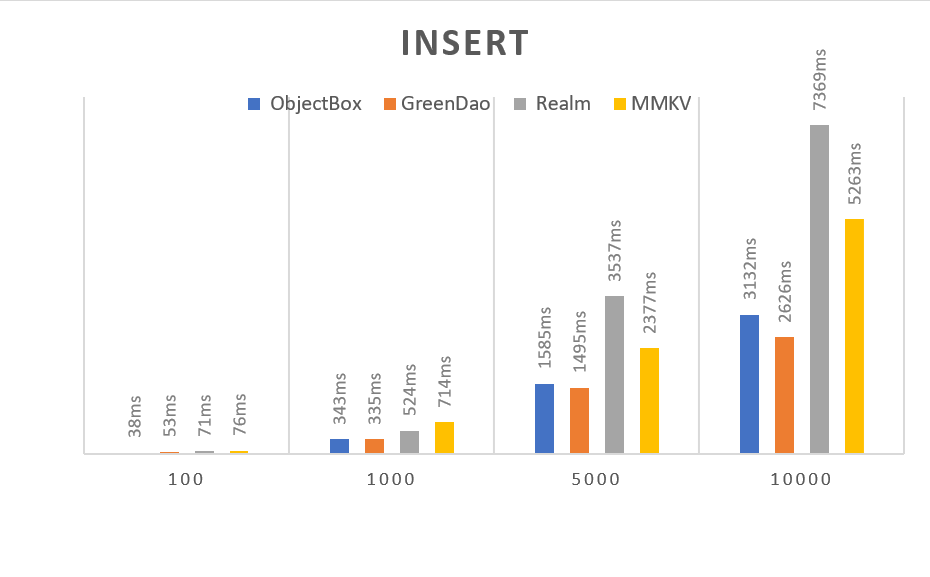 INSERT
ObjectBox GreenDao Realm MMKV
38ms 53ms 71ms 76ms
343ms 335ms 524ms 714ms
1585ms 1495ms 3537ms 2377ms
3132ms 2626ms 7369ms 5263ms
100 1000 5000 10000